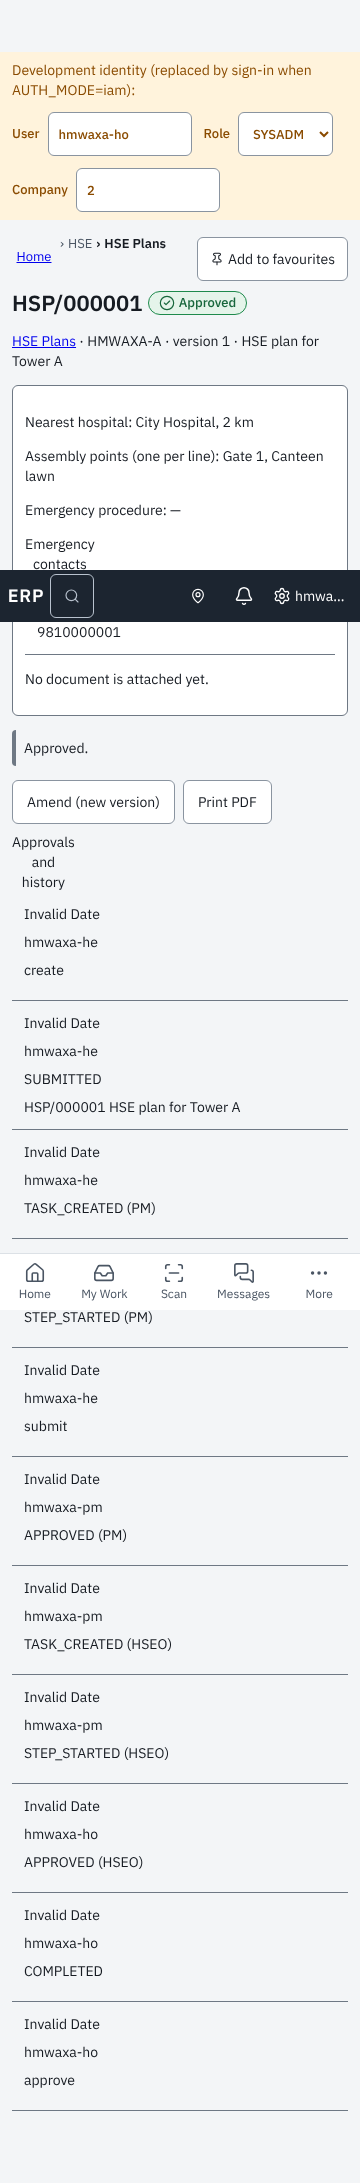 Development identity (replaced by sign-in when
AUTH_MODE=iam):
User hmwaxa-ho Role SYSADM
Company 2
Home › HSE › HSE Plans
Add to favourites
HSP/000001 Approved
HSE Plans · HMWAXA-A · version 1 · HSE plan for
Tower A
Nearest hospital: City Hospital, 2 km
Assembly points (one per line): Gate 1, Canteen
lawn
Emergency procedure: —
Emergency
contacts
ERP hmwa...
9810000001
No document is attached yet.
Approved.
Amend (new version) Print PDF
Approvals
and
history
Invalid Date
hmwaxa-he
create
Invalid Date
hmwaxa-he
SUBMITTED
HSP/000001 HSE plan for Tower A
Invalid Date
hmwaxa-he
TASK_CREATED (PM)
Home My Work Scan Messages More
STEP_STARTED (PM)
Invalid Date
hmwaxa-he
submit
Invalid Date
hmwaxa-pm
APPROVED (PM)
Invalid Date
hmwaxa-pm
TASK_CREATED (HSEO)
Invalid Date
hmwaxa-pm
STEP_STARTED (HSEO)
Invalid Date
hmwaxa-ho
APPROVED (HSEO)
Invalid Date
hmwaxa-ho
COMPLETED
Invalid Date
hmwaxa-ho
approve